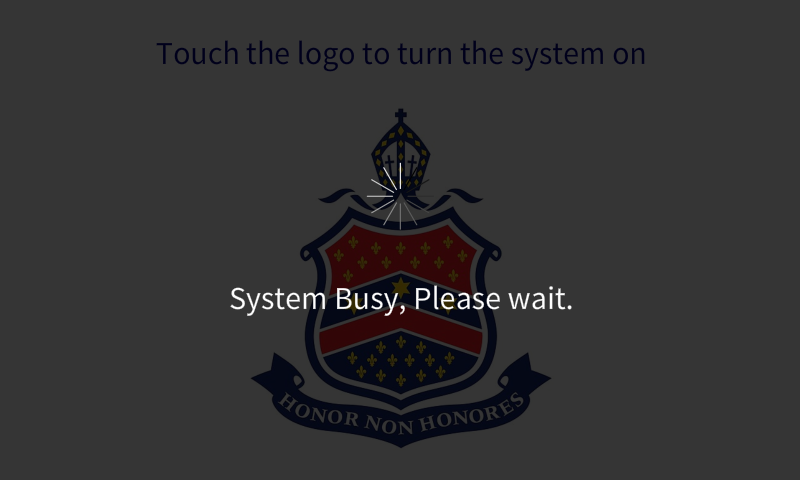 Touch the logo to turn the system on
System Busy, Please wait.
HONOR NON HONORES